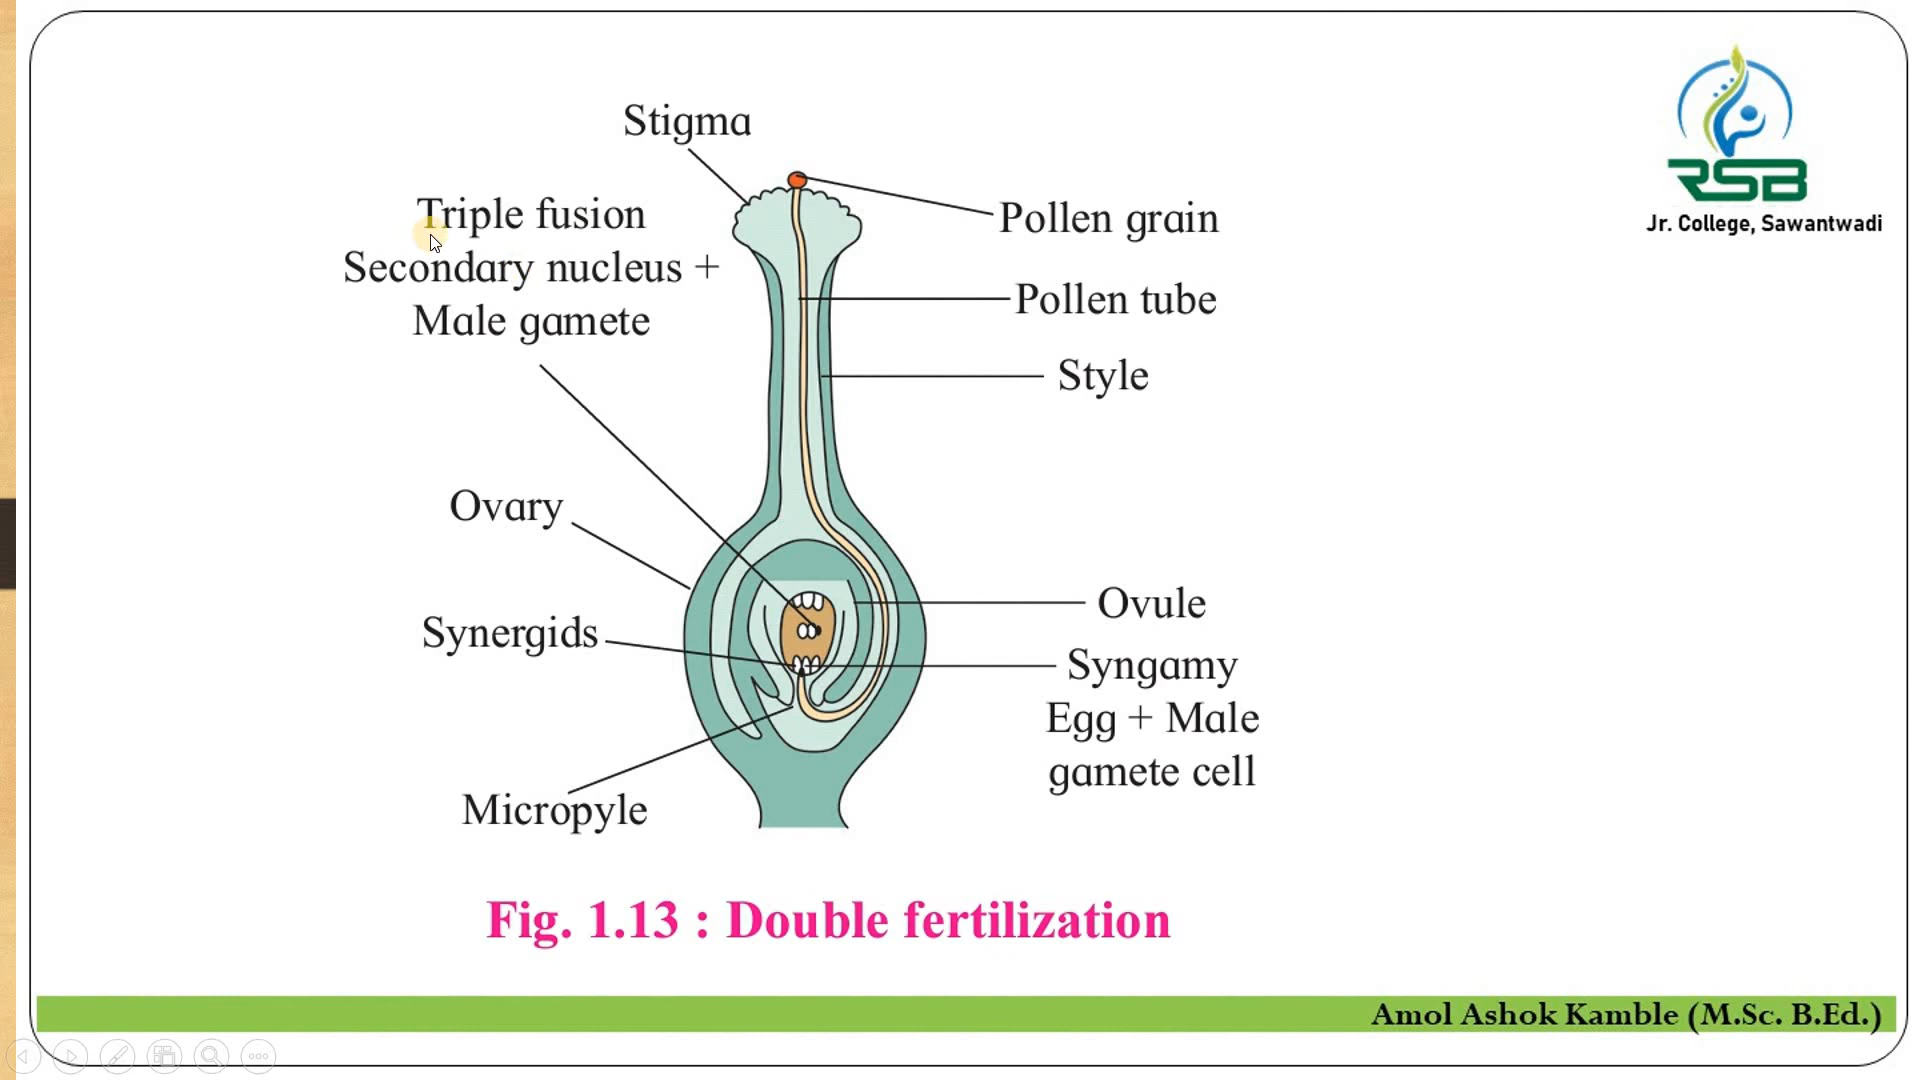 Stigma
Triple fusion
Secondary nucleus +
Male gamete
Pollen grain
Pollen tube
Style
Ovary
Synergids
Ovule
Syngamy
Egg + Male
gamete cell
Micropyle
Fig. 1.13 : Double fertilization
RSB
Jr. College, Sawantwadi
Amol Ashok Kamble (M.Sc. B.Ed.)